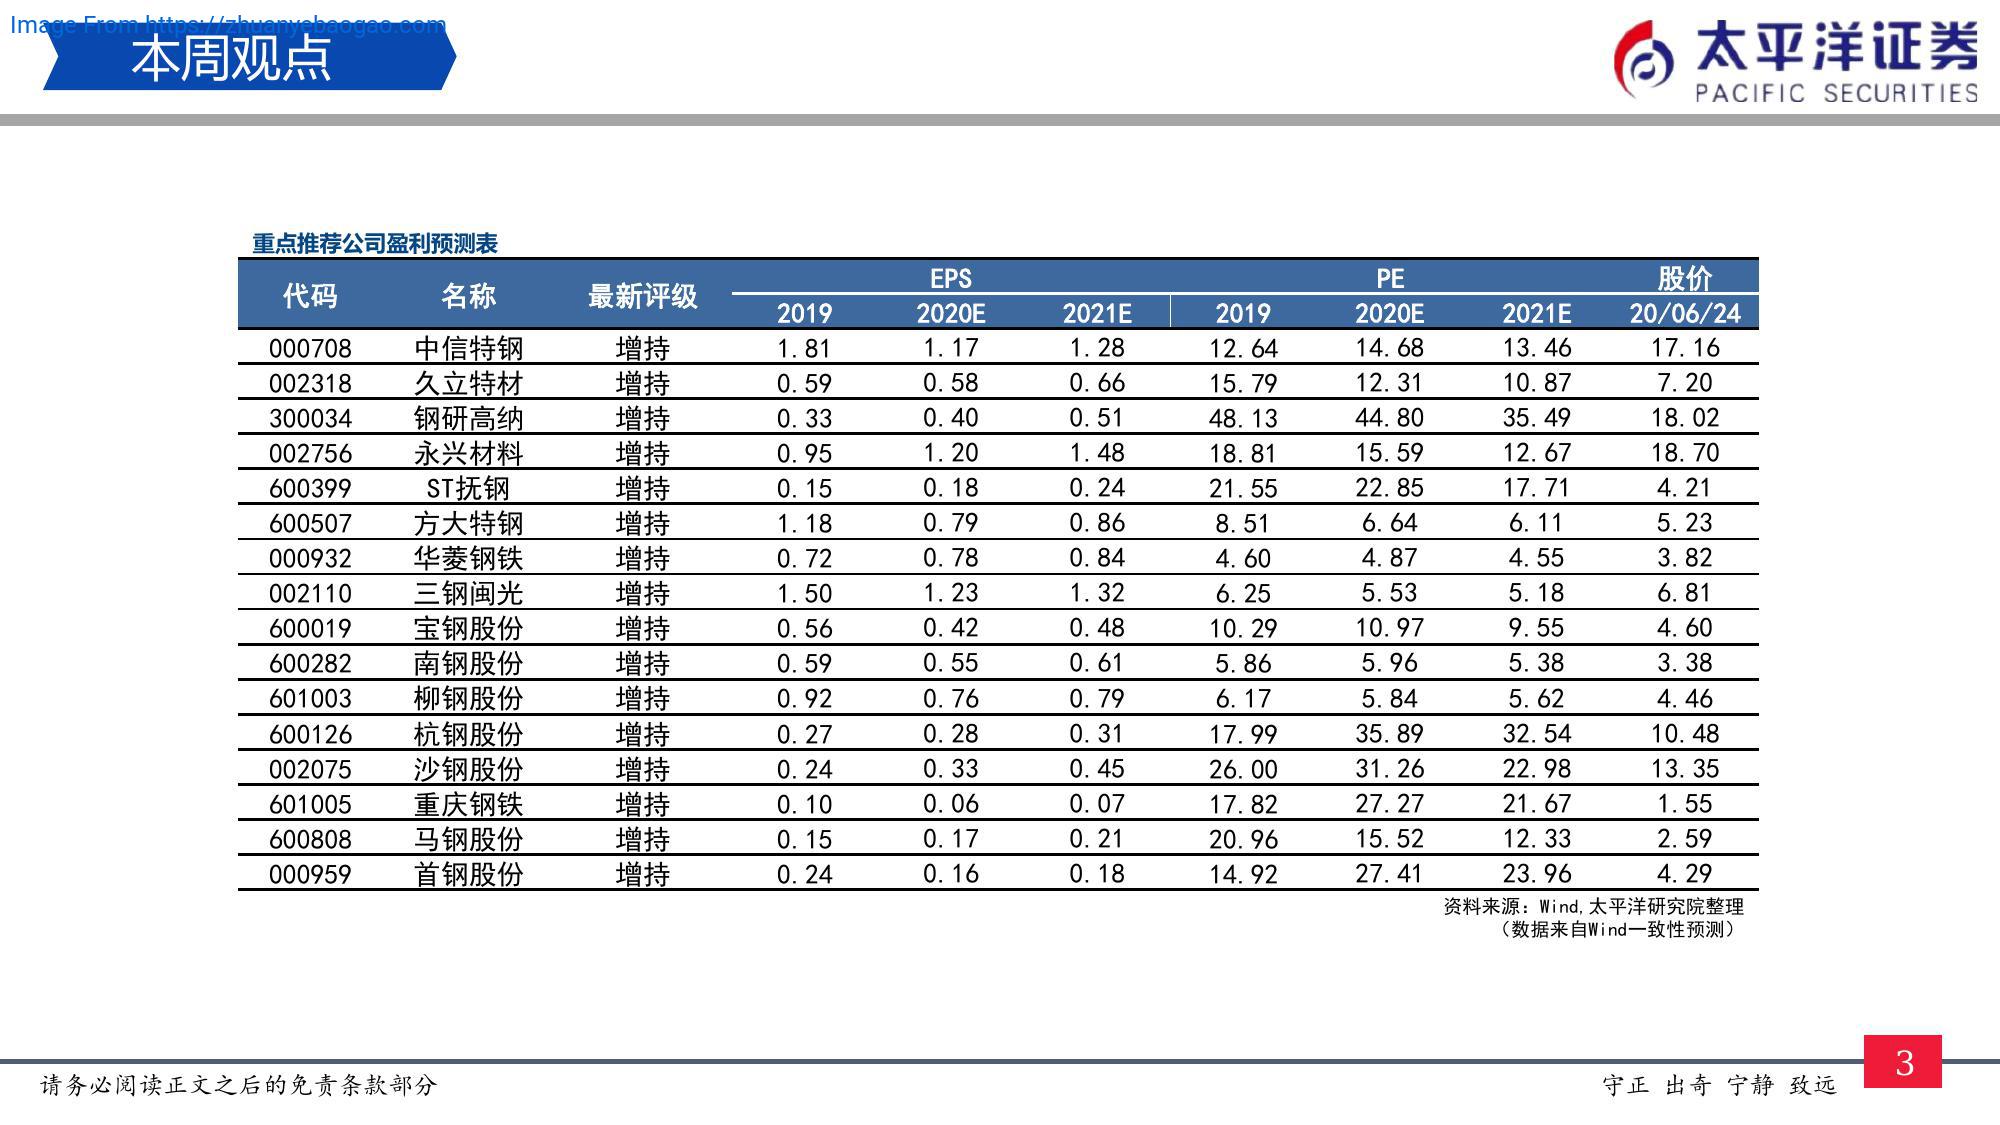 Image From https://zhuanyebaogao.com
本周观点
太平洋证券
PACIFIC SECURITIES
重点推荐公司盈利预测表
代码 名称 最新评级 EPS PE 股价
2019 2020E 2021E 2019 2020E 2021E 20/06/24
000708 中信特钢 增持 1.81 1.17 1.28 12.64 14.68 13.46 17.16
002318 久立特材 增持 0.59 0.58 0.66 15.79 12.31 10.87 7.20
300034 钢研高纳 增持 0.33 0.40 0.51 48.13 44.80 35.49 18.02
002756 永兴材料 增持 0.95 1.20 1.48 18.81 15.59 12.67 18.70
600399 ST抚钢 增持 0.15 0.18 0.24 21.55 22.85 17.71 4.21
600507 方大特钢 增持 1.18 0.79 0.86 8.51 6.64 6.11 5.23
000932 华菱钢铁 增持 0.72 0.78 0.84 4.60 4.87 4.55 3.82
002110 三钢闽光 增持 1.50 1.23 1.32 6.25 5.53 5.18 6.81
600019 宝钢股份 增持 0.56 0.42 0.48 10.29 10.97 9.55 4.60
600282 南钢股份 增持 0.59 0.55 0.61 5.86 5.96 5.38 3.38
601003 柳钢股份 增持 0.92 0.76 0.79 6.17 5.84 5.62 4.46
600126 杭钢股份 增持 0.27 0.28 0.31 17.99 35.89 32.54 10.48
002075 沙钢股份 增持 0.24 0.33 0.45 26.00 31.26 22.98 13.35
601005 重庆钢铁 增持 0.10 0.06 0.07 17.82 27.27 21.67 1.55
600808 马钢股份 增持 0.15 0.17 0.21 20.96 15.52 12.33 2.59
000959 首钢股份 增持 0.24 0.16 0.18 14.92 27.41 23.96 4.29
资料来源：Wind,太平洋研究院整理
（数据来自Wind一致性预测）
请务必阅读正文之后的免责条款部分
守正 出奇 宁静 致远
3